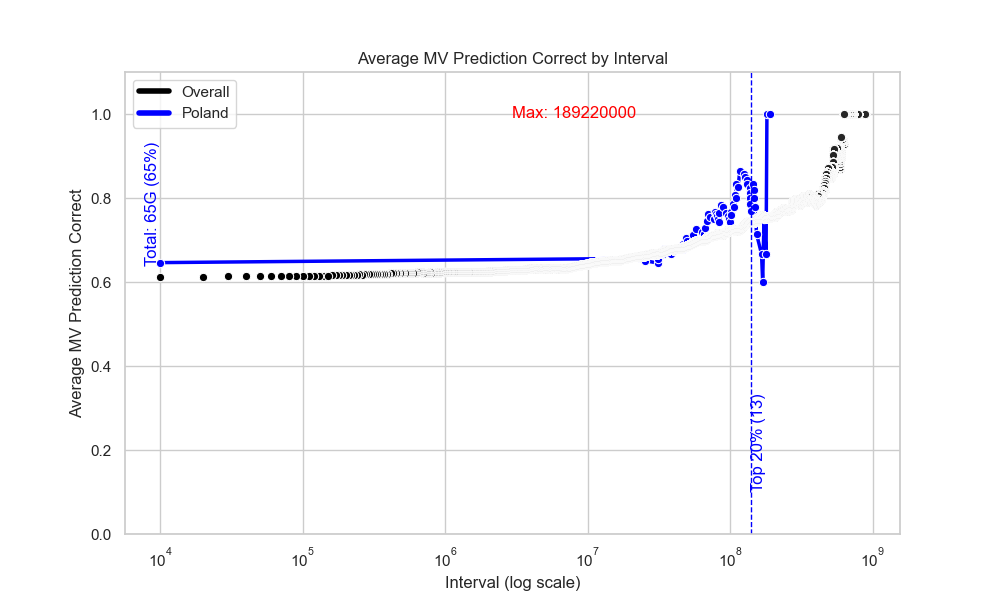 Average MV Prediction Correct by Interval
Overall
Poland
Max: 189220000
Total: 65G (65%)
Top 20% (13)
Average MV Prediction Correct
1.0
0.8
0.6
0.4
0.2
0.0
10^4
10^5
10^6
10^7
10^8
10^9
Interval (log scale)